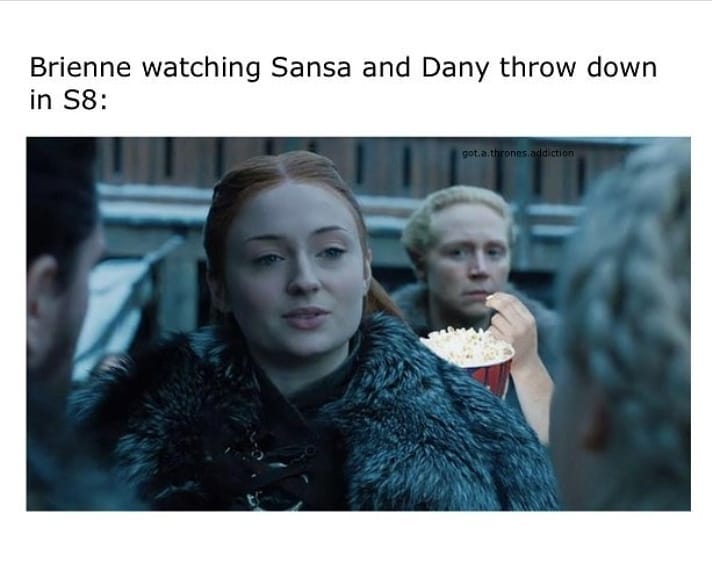 Brienne watching Sansa and Dany throw down
in S8:
got.a.thrones.addiction